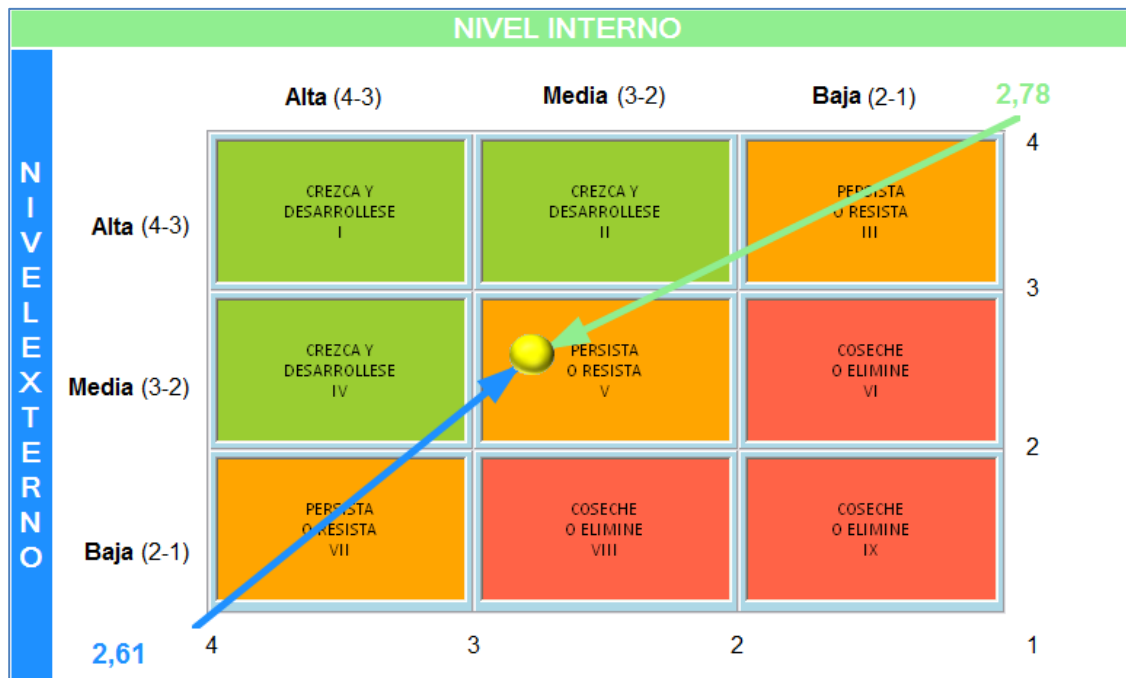 NIVEL INTERNO
NIVEL EXTERNO
Alta (4-3)
Media (3-2)
Baja (2-1)
2,78
4
Alta (4-3)
CREZCA Y
DESARROLLESE
I
CREZCA Y
DESARROLLESE
II
PERSISTA
O RESISTA
III
3
Media (3-2)
CREZCA Y
DESARROLLESE
IV
PERSISTA
O RESISTA
V
COSECHE
O ELIMINE
VI
2
Baja (2-1)
PERSISTA
O RESISTA
VII
COSECHE
O ELIMINE
VIII
COSECHE
O ELIMINE
IX
2,61
4
3
2
1